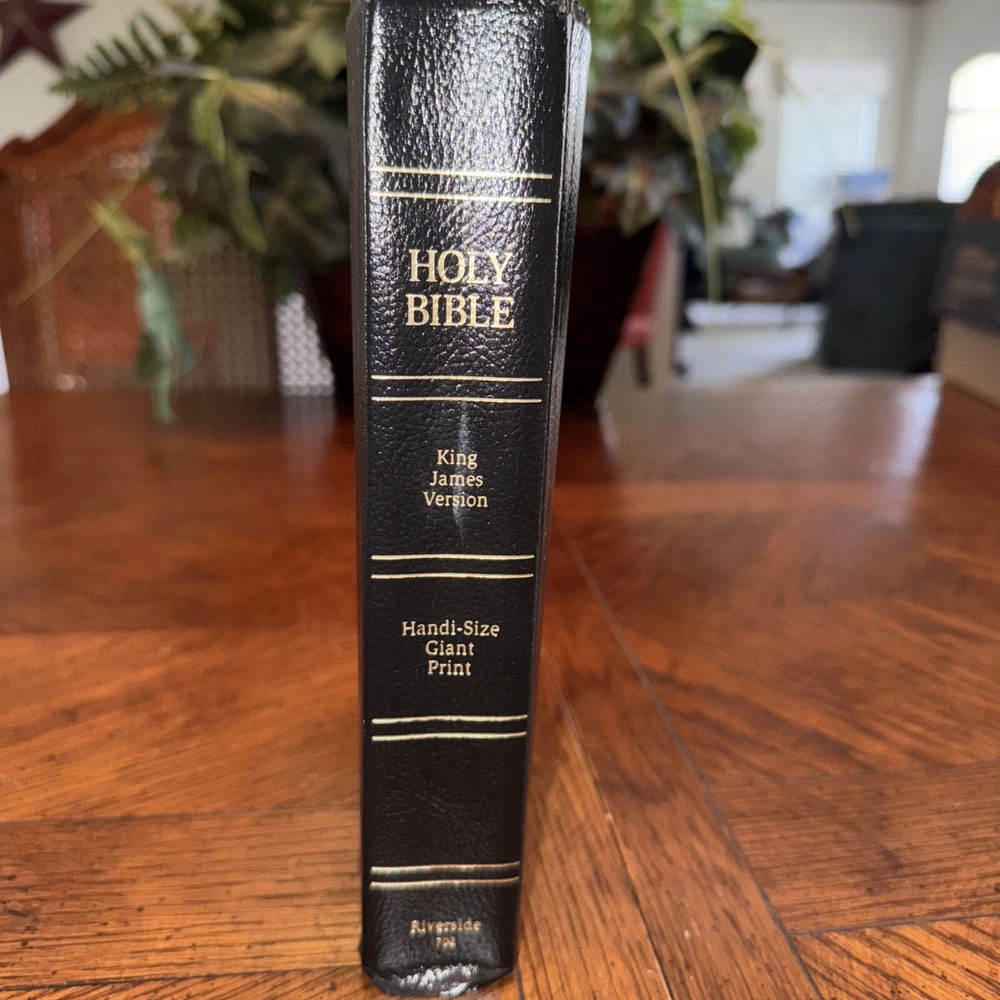 HOLY
BIBLE
King
James
Version
Handi-Size
Giant
Print
Riverside